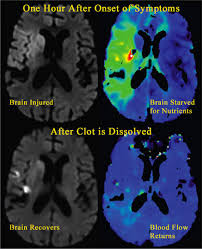 One Hour After Onset of Symptoms
Brain Injured
Brain Starved
for Nutrients
After Clot is Dissolved
Brain Recovers
Blood Flow
Returns